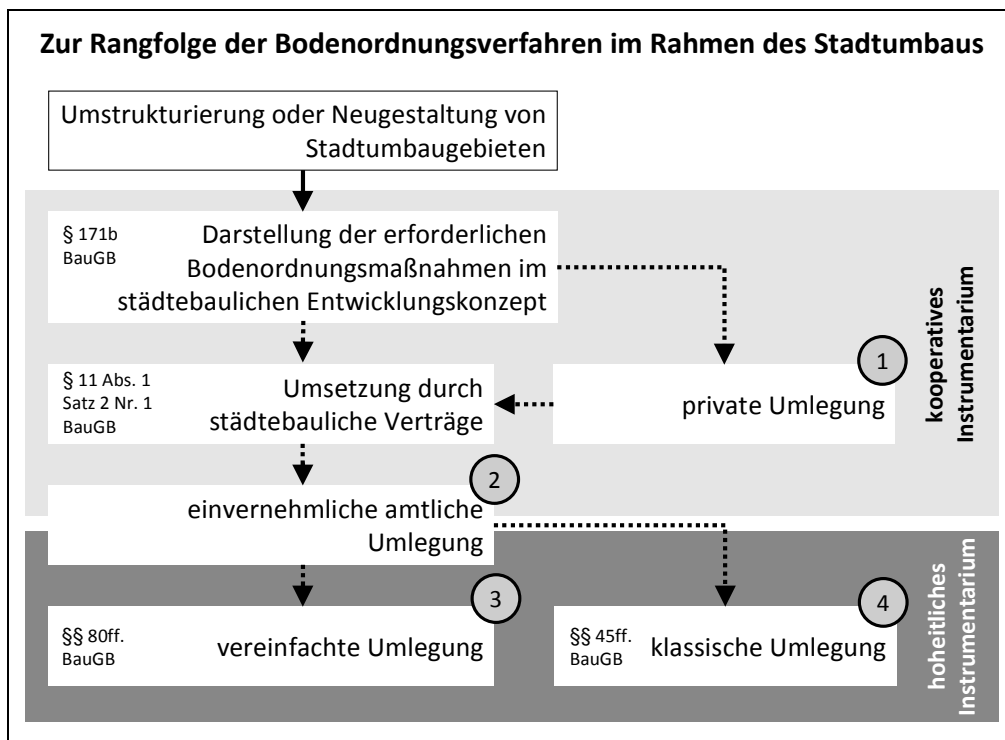 Zur Rangfolge der Bodenordnungsverfahren im Rahmen des Stadtumbaus
Umstrukturierung oder Neugestaltung von
Stadtumbaugebieten
§ 171b
BauGB
Darstellung der erforderlichen
Bodenordnungsmaßnahmen im
städtebaulichen Entwicklungskonzept
kooperatives
Instrumentarium
§ 11 Abs. 1
Satz 2 Nr. 1
BauGB
Umsetzung durch
städtebauliche Verträge
1
private Umlegung
2
einvernehmliche amtliche
Umlegung
hoheitliches
Instrumentarium
3
§§ 80ff.
BauGB
vereinfachte Umlegung
4
§§ 45ff.
BauGB
klassische Umlegung